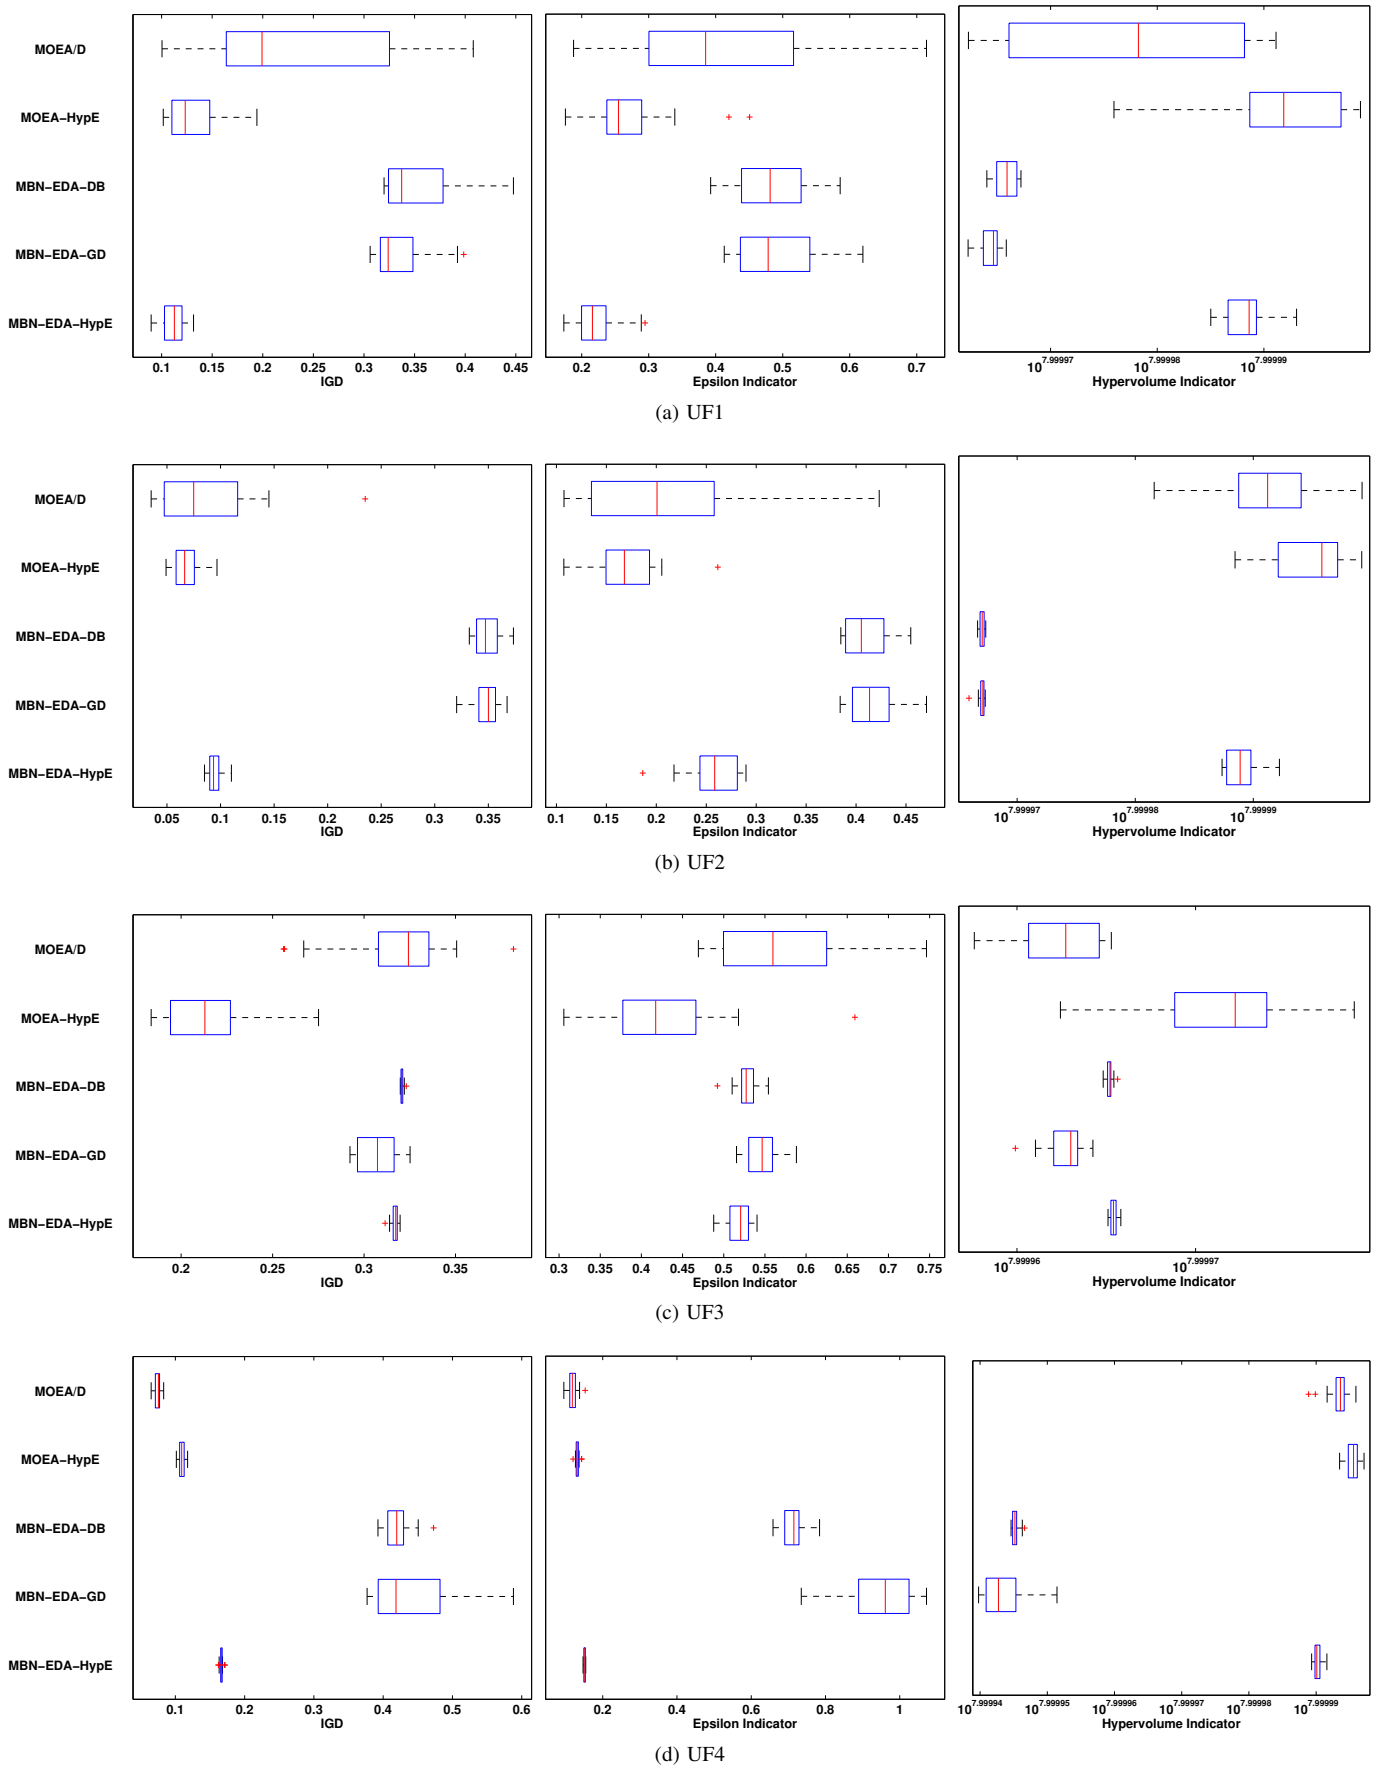 MOEA/D
MOEA-HypE
MBN-EDA-DB
MBN-EDA-GD
MBN-EDA-HypE
0.1 0.15 0.2 0.25 0.3 0.35 0.4 0.45
IGD
0.2 0.3 0.4 0.5 0.6 0.7
Epsilon Indicator
10^7.99997 10^7.99998 10^7.99999
Hypervolume Indicator
(a) UF1
MOEA/D
MOEA-HypE
MBN-EDA-DB
MBN-EDA-GD
MBN-EDA-HypE
0.05 0.1 0.15 0.2 0.25 0.3 0.35
IGD
0.1 0.15 0.2 0.25 0.3 0.35 0.4 0.45
Epsilon Indicator
10^7.99997 10^7.99998 10^7.99999
Hypervolume Indicator
(b) UF2
MOEA/D
MOEA-HypE
MBN-EDA-DB
MBN-EDA-GD
MBN-EDA-HypE
0.2 0.25 0.3 0.35
IGD
0.3 0.35 0.4 0.45 0.5 0.55 0.6 0.65 0.7 0.75
Epsilon Indicator
10^7.99996 10^7.99997
Hypervolume Indicator
(c) UF3
MOEA/D
MOEA-HypE
MBN-EDA-DB
MBN-EDA-GD
MBN-EDA-HypE
0.1 0.2 0.3 0.4 0.5 0.6
IGD
0.2 0.4 0.6 0.8 1
Epsilon Indicator
10^7.99994 10^7.99995 10^7.99996 10^7.99997 10^7.99998 10^7.99999
Hypervolume Indicator
(d) UF4